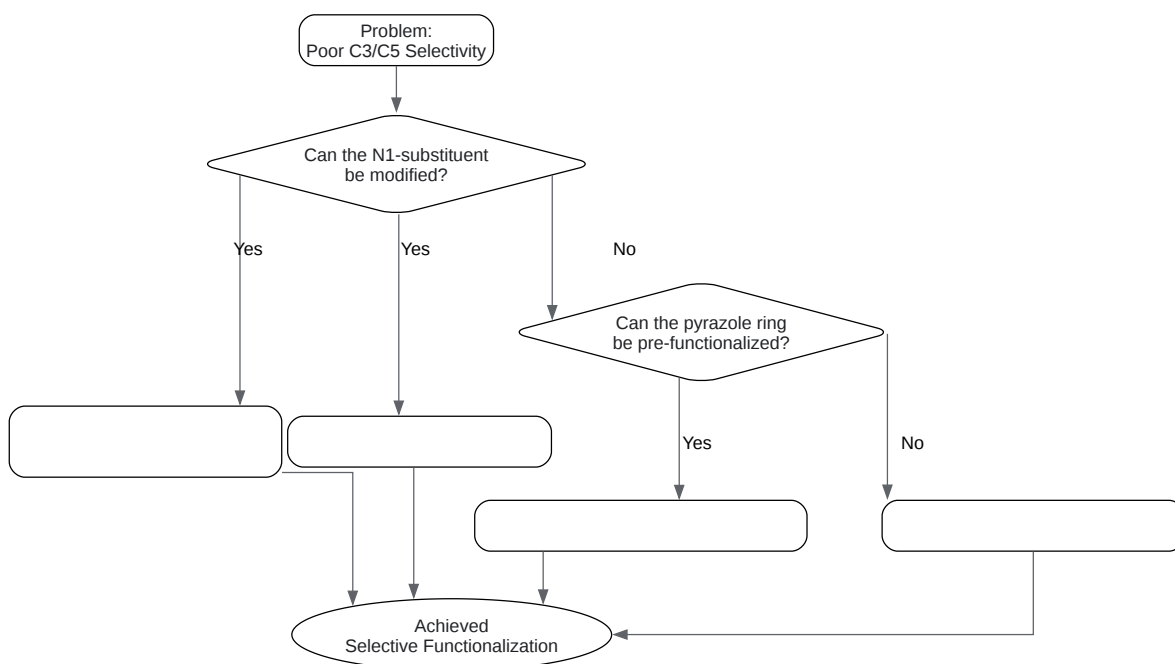 Problem:
Poor C3/C5 Selectivity
Can the N1-substituent
be modified?
Yes
Yes
No
Can the pyrazole ring
be pre-functionalized?
Yes
No
Achieved
Selective Functionalization